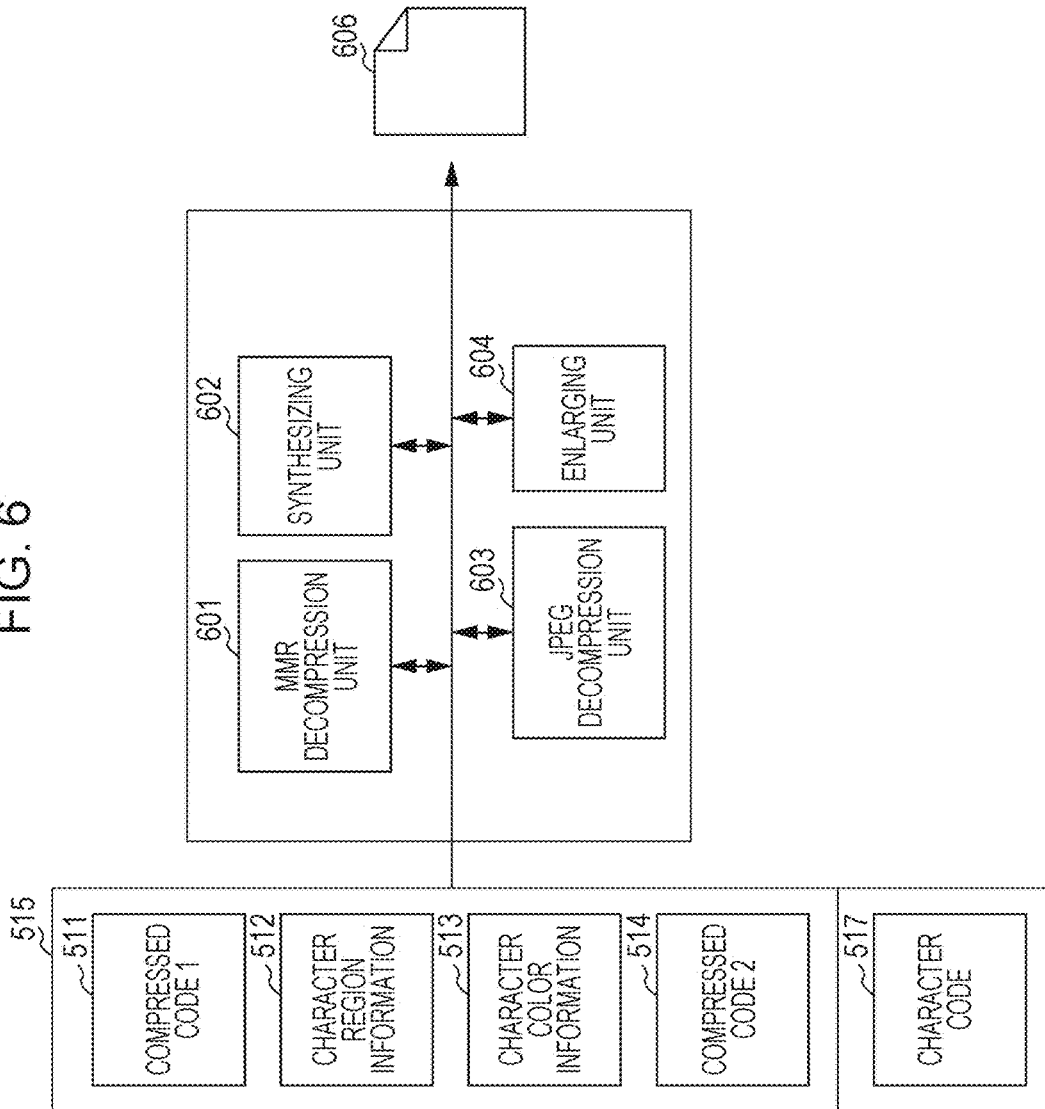 FIG. 6
515
511
COMPRESSED
CODE 1
512
CHARACTER
REGION
INFORMATION
513
CHARACTER
COLOR
INFORMATION
514
COMPRESSED
CODE 2
517
CHARACTER
CODE
601
MMR
DECOMPRESSION
UNIT
602
SYNTHESIZING
UNIT
603
JPEG
DECOMPRESSION
UNIT
604
ENLARGING
UNIT
606